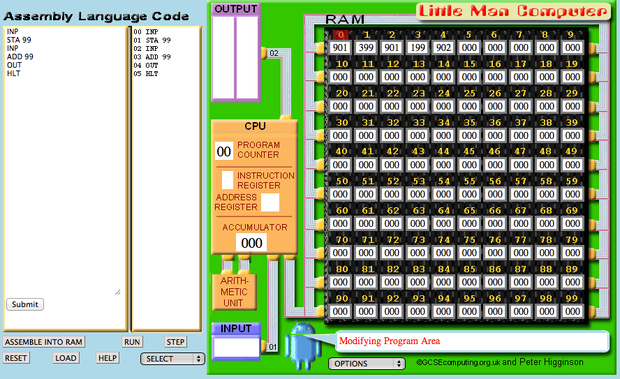 Assembly Language Code
INP
STA 99
INP
ADD 99
OUT
HLT
Submit
00 INP
01 STA 99
02 INP
03 ADD 99
04 OUT
05 HLT
ASSEMBLE INTO RAM
RUN
STEP
RESET
LOAD
HELP
SELECT
OUTPUT
02
CPU
00
PROGRAM
COUNTER
INSTRUCTION
REGISTER
ADDRESS
REGISTER
ACCUMULATOR
000
ARITH-
METIC
UNIT
INPUT
01
RAM
Little Man Computer
0 1 2 3 4 5 6 7 8 9
901 399 901 199 902 000 000 000 000 000
10 11 12 13 14 15 16 17 18 19
000 000 000 000 000 000 000 000 000 000
20 21 22 23 24 25 26 27 28 29
000 000 000 000 000 000 000 000 000 000
30 31 32 33 34 35 36 37 38 39
000 000 000 000 000 000 000 000 000 000
40 41 42 43 44 45 46 47 48 49
000 000 000 000 000 000 000 000 000 000
50 51 52 53 54 55 56 57 58 59
000 000 000 000 000 000 000 000 000 000
60 61 62 63 64 65 66 67 68 69
000 000 000 000 000 000 000 000 000 000
70 71 72 73 74 75 76 77 78 79
000 000 000 000 000 000 000 000 000 000
80 81 82 83 84 85 86 87 88 89
000 000 000 000 000 000 000 000 000 000
90 91 92 93 94 95 96 97 98 99
000 000 000 000 000 000 000 000 000 000
Modifying Program Area
OPTIONS
©GCSEcomputing.org.uk and Peter Higginson